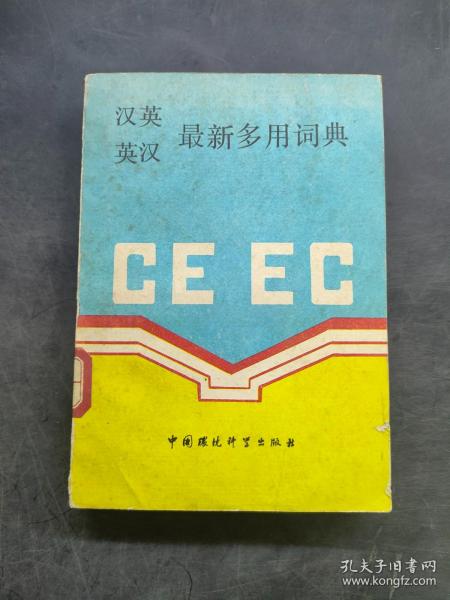 汉英
英汉
最新多用词典
CE EC
中国环境科学出版社
孔夫子旧书网
www.kongfz.com